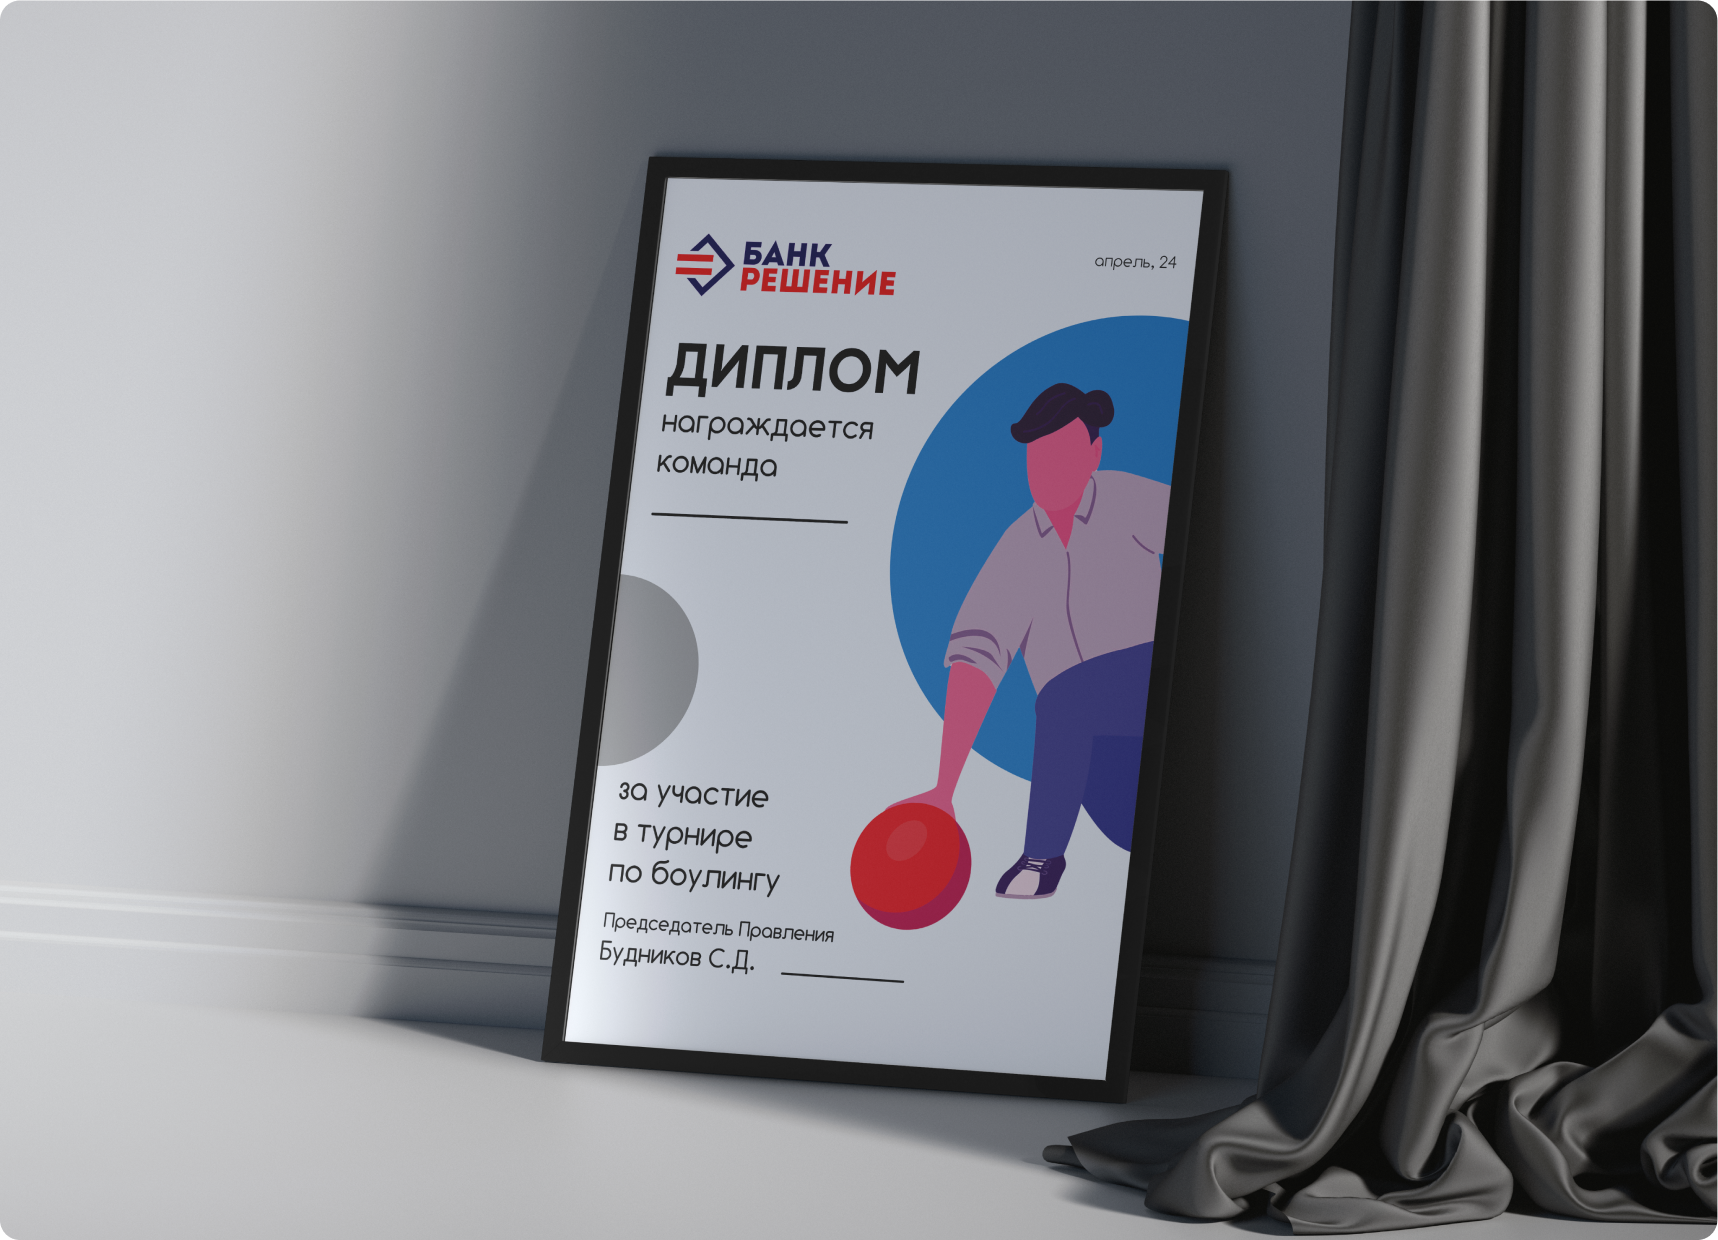 БАНК
РЕШЕНИЕ
апрель, 24
ДИПЛОМ
награждается
команда
за участие
в турнире
по боулингу
Председатель Правления
Будников С.Д.